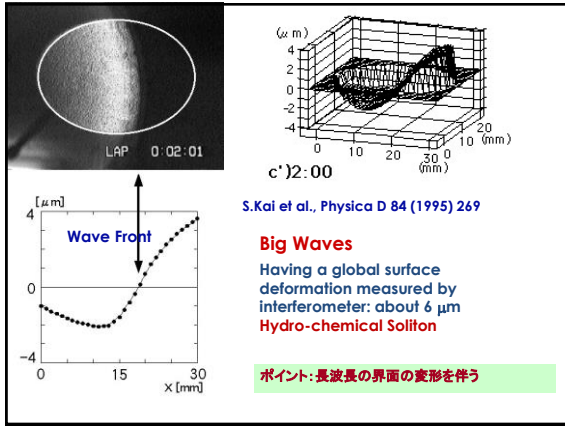 LAP 0:02:01
(μm)
4
2
0
-2
-4
0
10
20
30
(mm)
0
10
20
(mm)
c')2:00
S.Kai et al., Physica D 84 (1995) 269
[μm]
4
0
-4
Wave Front
0
15
30
X [mm]
Big Waves
Having a global surface
deformation measured by
interferometer: about 6 μm
Hydro-chemical Soliton
ポイント：長波長の界面の変形を伴う